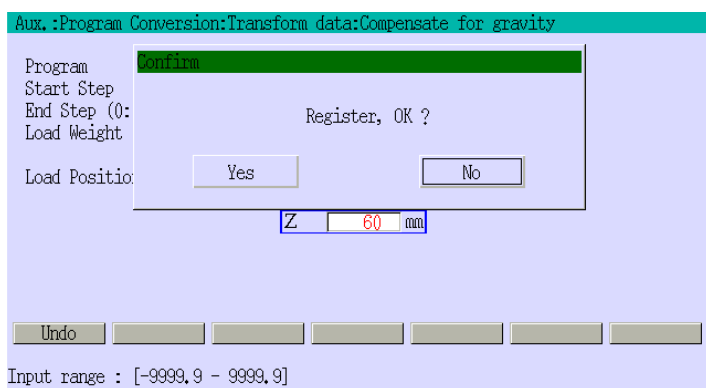 Aux.:Program Conversion:Transform data:Compensate for gravity
Confirm
Program
Start Step
End Step (0:
Load Weight
Register, OK ?
Load Positio
Yes
No
Z 60 mm
Undo
Input range : [-9999.9 - 9999.9]